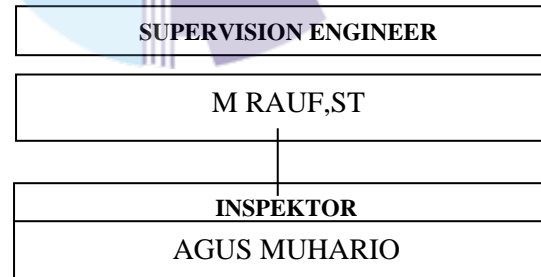 SUPERVISION ENGINEER
M RAUF,ST
INSPEKTOR
AGUS MUHARIO